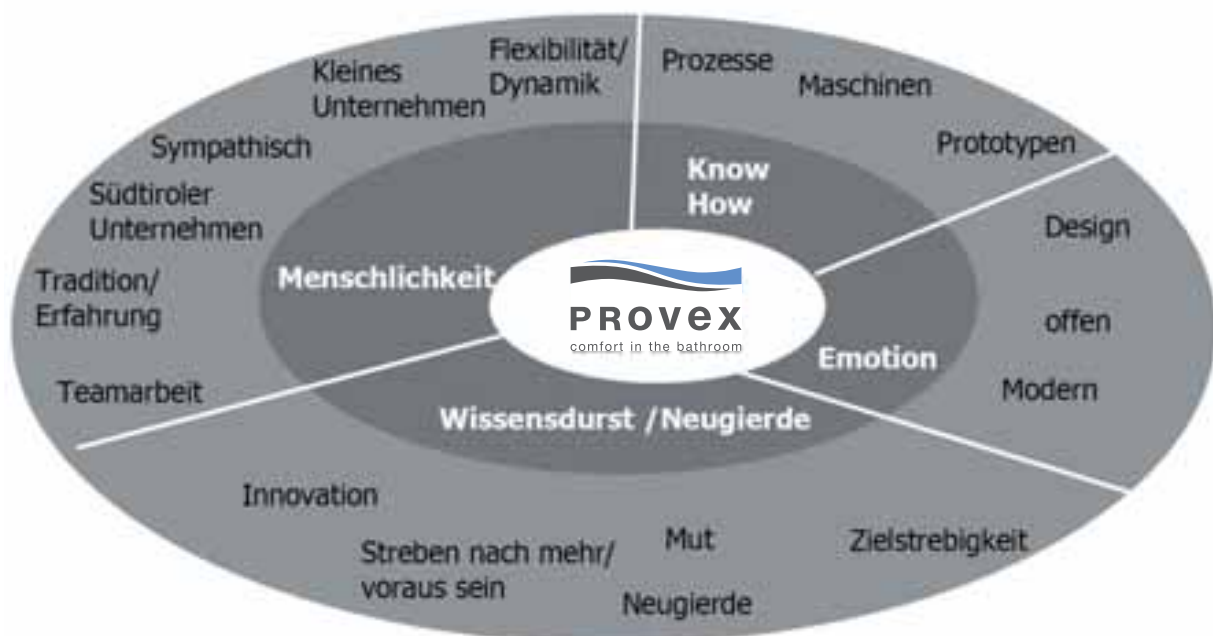 Flexibilität/
Dynamik
Kleines
Unternehmen
Sympathisch
Südtiroler
Unternehmen
Tradition/
Erfahrung
Teamarbeit
Menschlichkeit
Prozesse
Maschinen
Prototypen
Know
How
Design
offen
Modern
Emotion
PROVEX
comfort in the bathroom
Wissensdurst /Neugierde
Innovation
Streben nach mehr/
voraus sein
Mut
Neugierde
Zielstrebigkeit